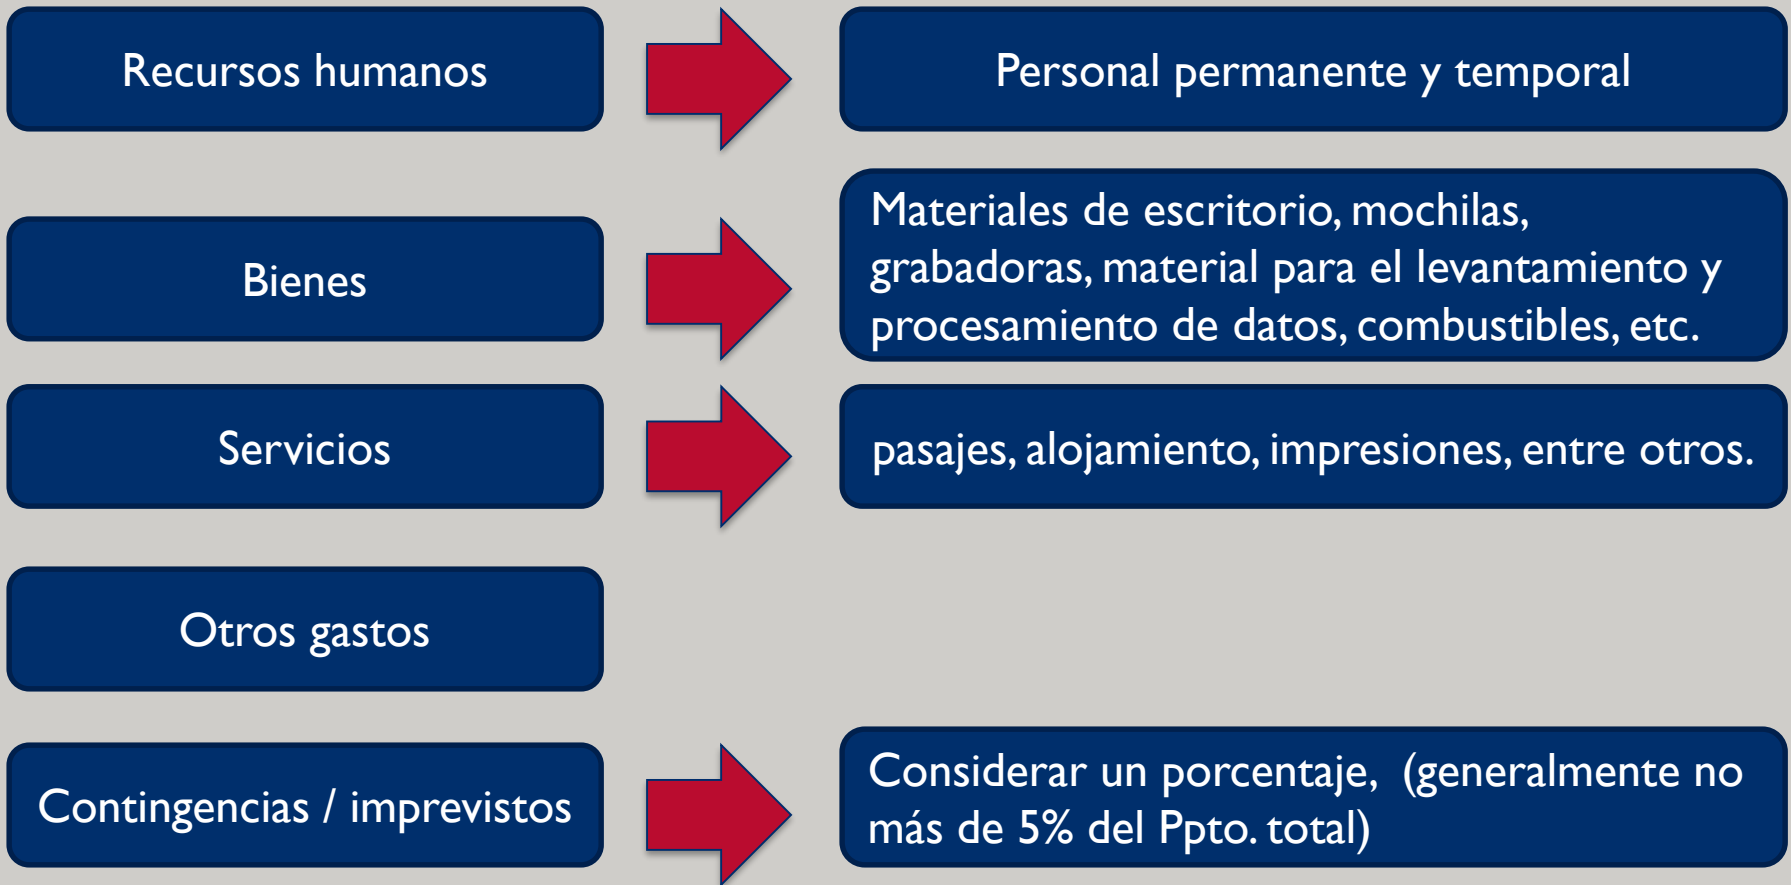 Recursos humanos
Personal permanente y temporal
Bienes
Materiales de escritorio, mochilas,
grabadoras, material para el levantamiento y
procesamiento de datos, combustibles, etc.
Servicios
pasajes, alojamiento, impresiones, entre otros.
Otros gastos
Contingencias / imprevistos
Considerar un porcentaje, (generalmente no
más de 5% del Ppto. total)